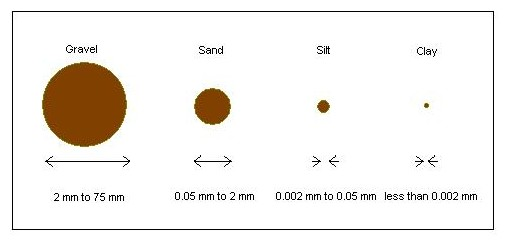 Gravel Sand Silt Clay
2 mm to 75 mm 0.05 mm to 2 mm 0.002 mm to 0.05 mm less than 0.002 mm